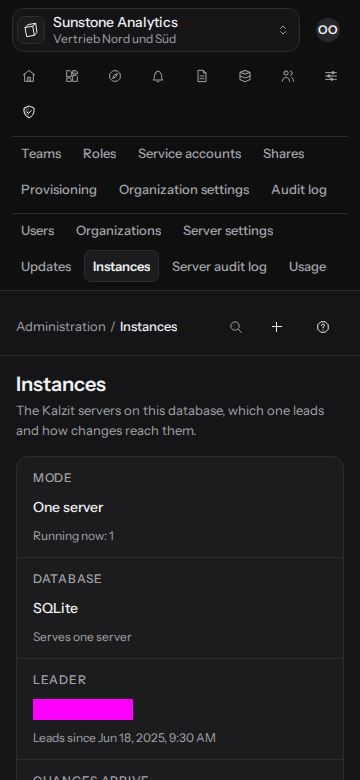 Sunstone Analytics
Vertrieb Nord und Süd
OO
Teams Roles Service accounts Shares
Provisioning Organization settings Audit log
Users Organizations Server settings
Updates Instances Server audit log Usage
Administration / Instances
Instances
The Kalzit servers on this database, which one leads
and how changes reach them.
MODE
One server
Running now: 1
DATABASE
SQLite
Serves one server
LEADER
Leads since Jun 18, 2025, 9:30 AM
CHANGES ARRIVE